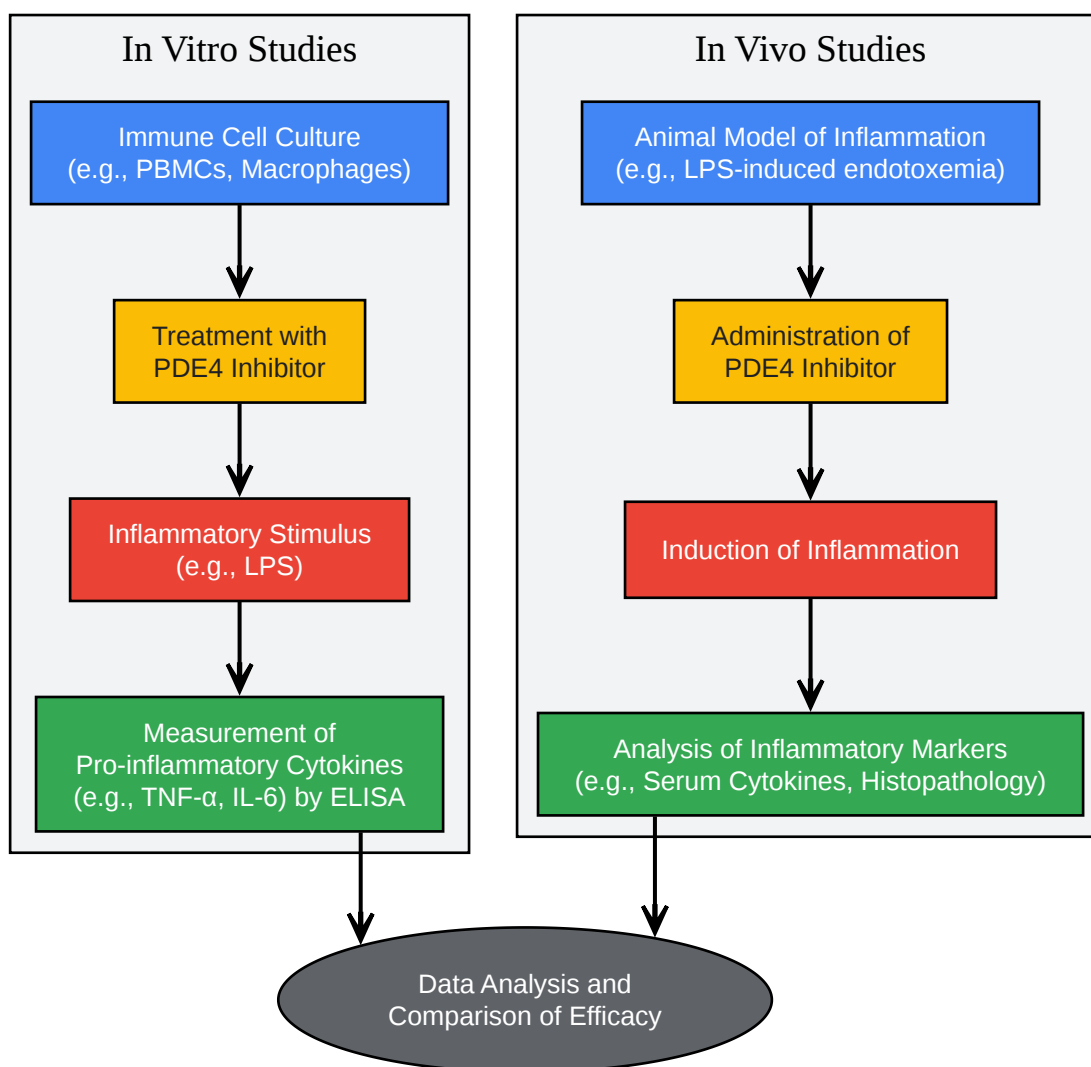 In Vitro Studies
Immune Cell Culture
(e.g., PBMCs, Macrophages)
Treatment with
PDE4 Inhibitor
Inflammatory Stimulus
(e.g., LPS)
Measurement of
Pro-inflammatory Cytokines
(e.g., TNF-α, IL-6) by ELISA
In Vivo Studies
Animal Model of Inflammation
(e.g., LPS-induced endotoxemia)
Administration of
PDE4 Inhibitor
Induction of Inflammation
Analysis of Inflammatory Markers
(e.g., Serum Cytokines, Histopathology)
Data Analysis and
Comparison of Efficacy